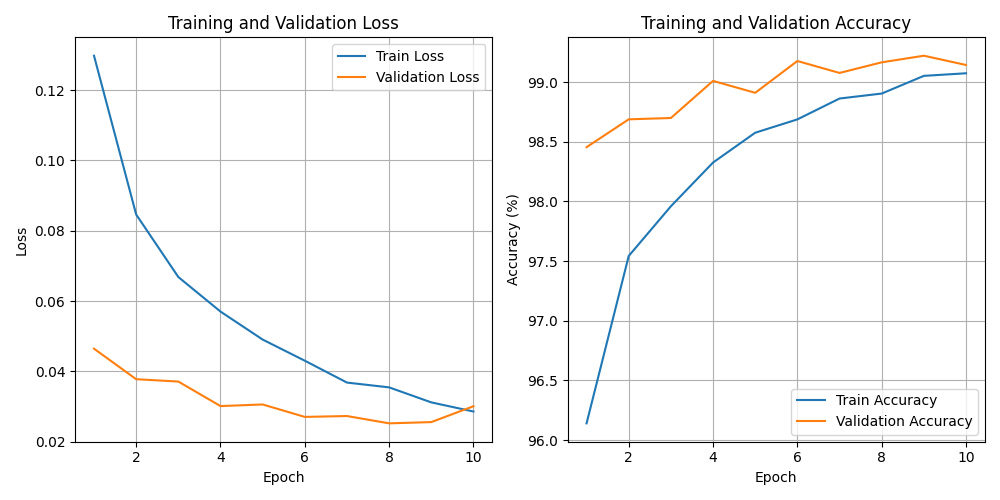 Training and Validation Loss
Train Loss
Validation Loss
0.12
0.10
0.08
0.06
0.04
0.02
Loss
2 4 6 8 10
Epoch
Training and Validation Accuracy
99.0
98.5
98.0
97.5
97.0
96.5
96.0
Accuracy (%)
Train Accuracy
Validation Accuracy
2 4 6 8 10
Epoch